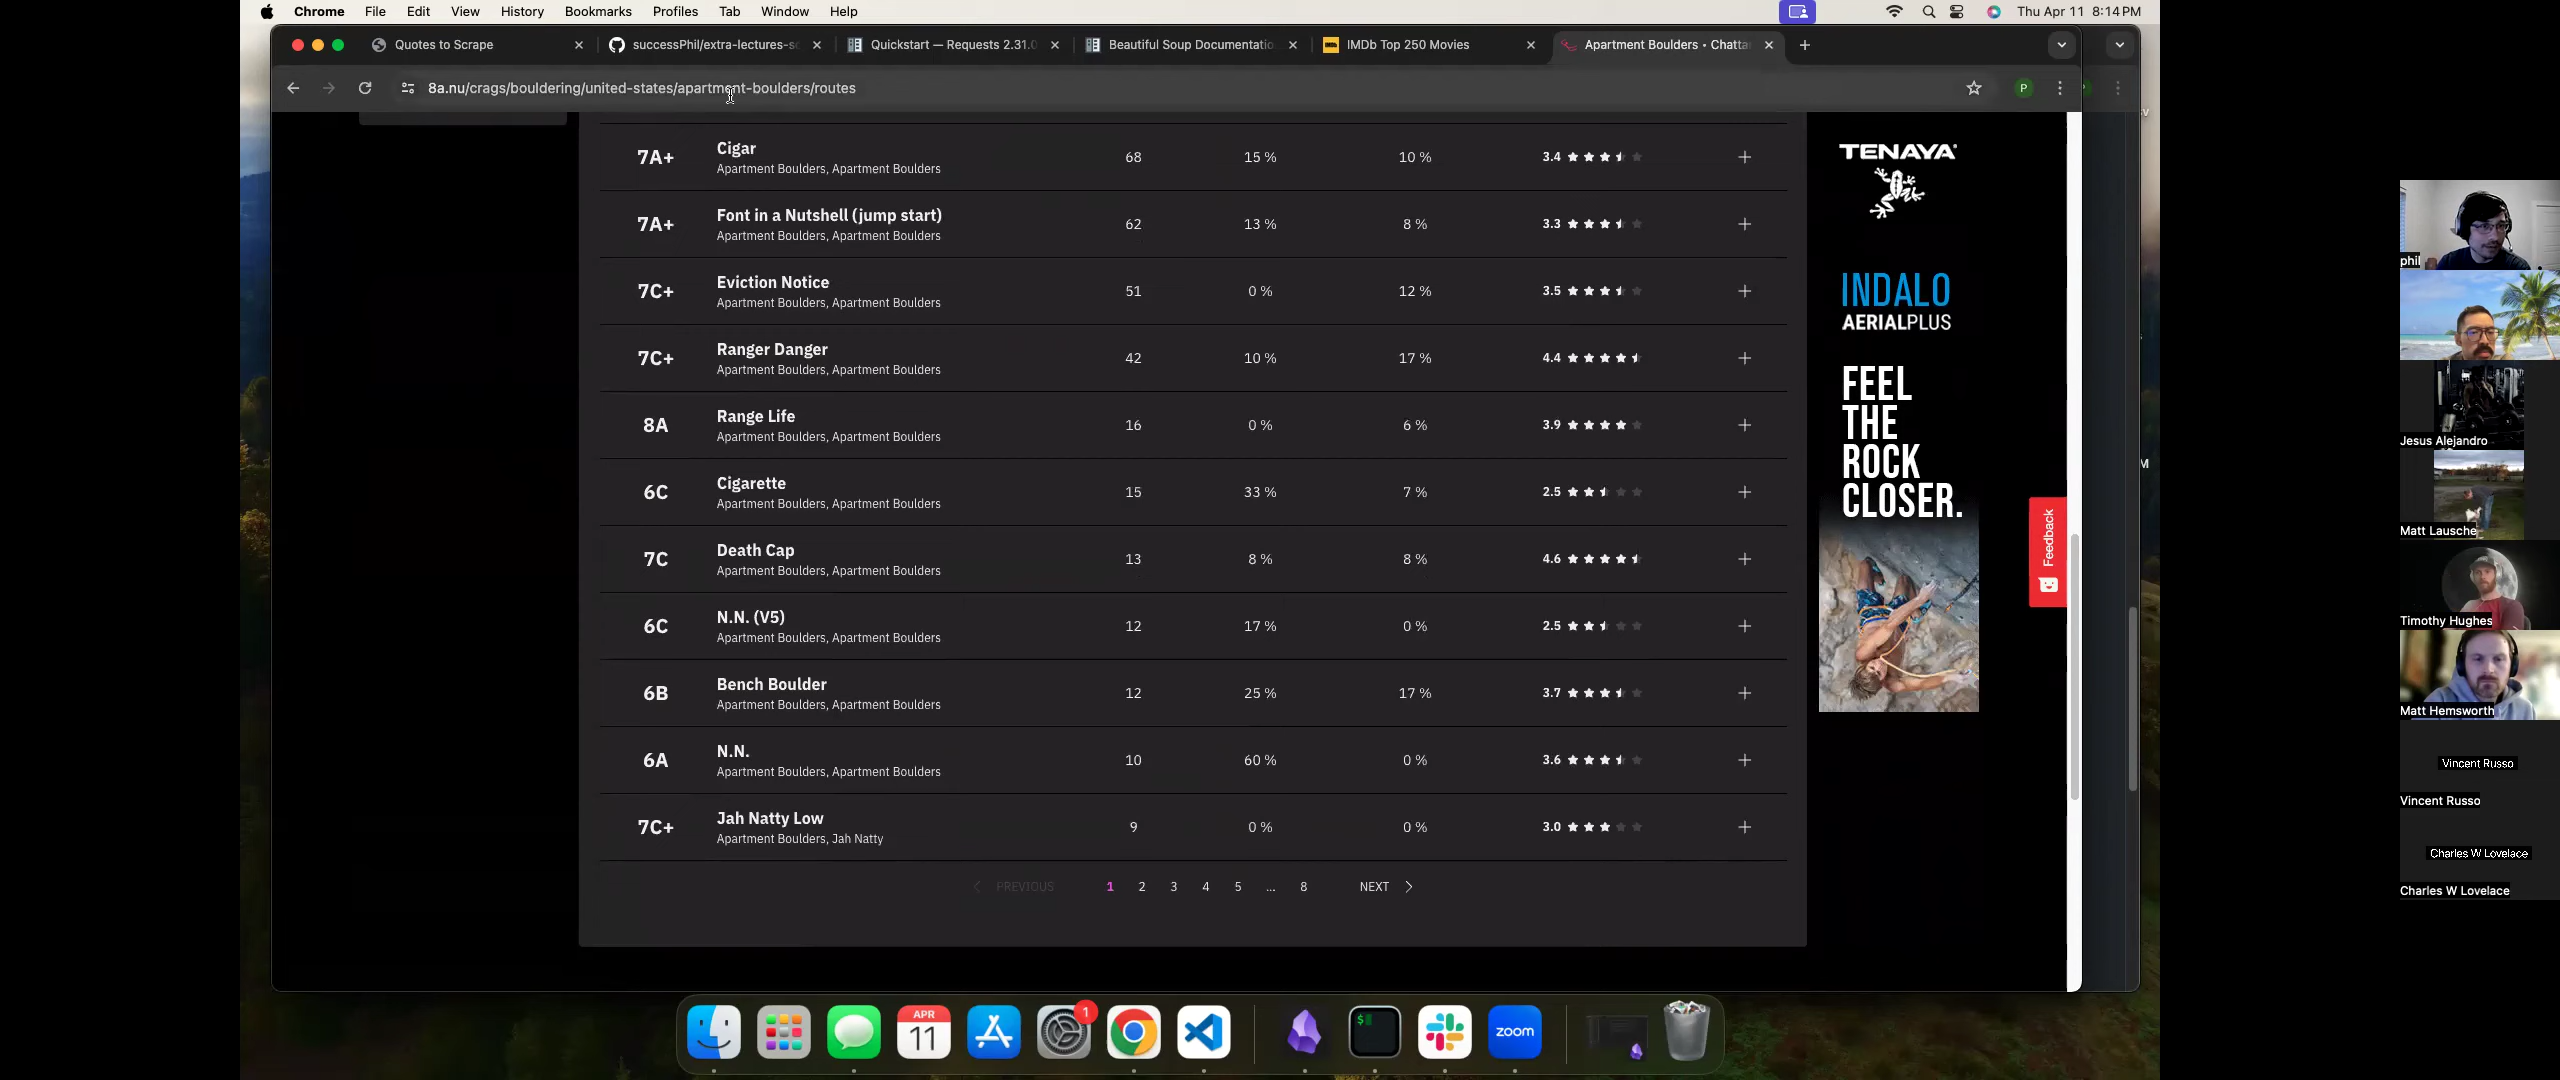 Chrome File Edit View History Bookmarks Profiles Tab Window Help Thu Apr 11 8:14 PM
Quotes to Scrape successPhil/extra-lectures-sc Quickstart — Requests 2.31.0 Beautiful Soup Documentatio IMDb Top 250 Movies Apartment Boulders • Chatta
8a.nu/crags/bouldering/united-states/apartment-boulders/routes P
7A+ Cigar 68 15 % 10 % 3.4
Apartment Boulders, Apartment Boulders
7A+ Font in a Nutshell (jump start) 62 13 % 8 % 3.3
Apartment Boulders, Apartment Boulders
7C+ Eviction Notice 51 0 % 12 % 3.5
Apartment Boulders, Apartment Boulders
7C+ Ranger Danger 42 10 % 17 % 4.4
Apartment Boulders, Apartment Boulders
8A Range Life 16 0 % 6 % 3.9
Apartment Boulders, Apartment Boulders
6C Cigarette 15 33 % 7 % 2.5
Apartment Boulders, Apartment Boulders
7C Death Cap 13 8 % 8 % 4.6
Apartment Boulders, Apartment Boulders
6C N.N. (V5) 12 17 % 0 % 2.5
Apartment Boulders, Apartment Boulders
6B Bench Boulder 12 25 % 17 % 3.7
Apartment Boulders, Apartment Boulders
6A N.N. 10 60 % 0 % 3.6
Apartment Boulders, Apartment Boulders
7C+ Jah Natty Low 9 0 % 0 % 3.0
Apartment Boulders, Jah Natty
PREVIOUS 1 2 3 4 5 ... 8 NEXT
TENAYA
INDALO
AERIALPLUS
FEEL
THE
ROCK
CLOSER.
Feedback
phil
Jesus Alejandro
Matt Lausche
Timothy Hughes
Matt Hemsworth
Vincent Russo
Vincent Russo
Charles W Lovelace
Charles W Lovelace
APR
11
1
$
zoom